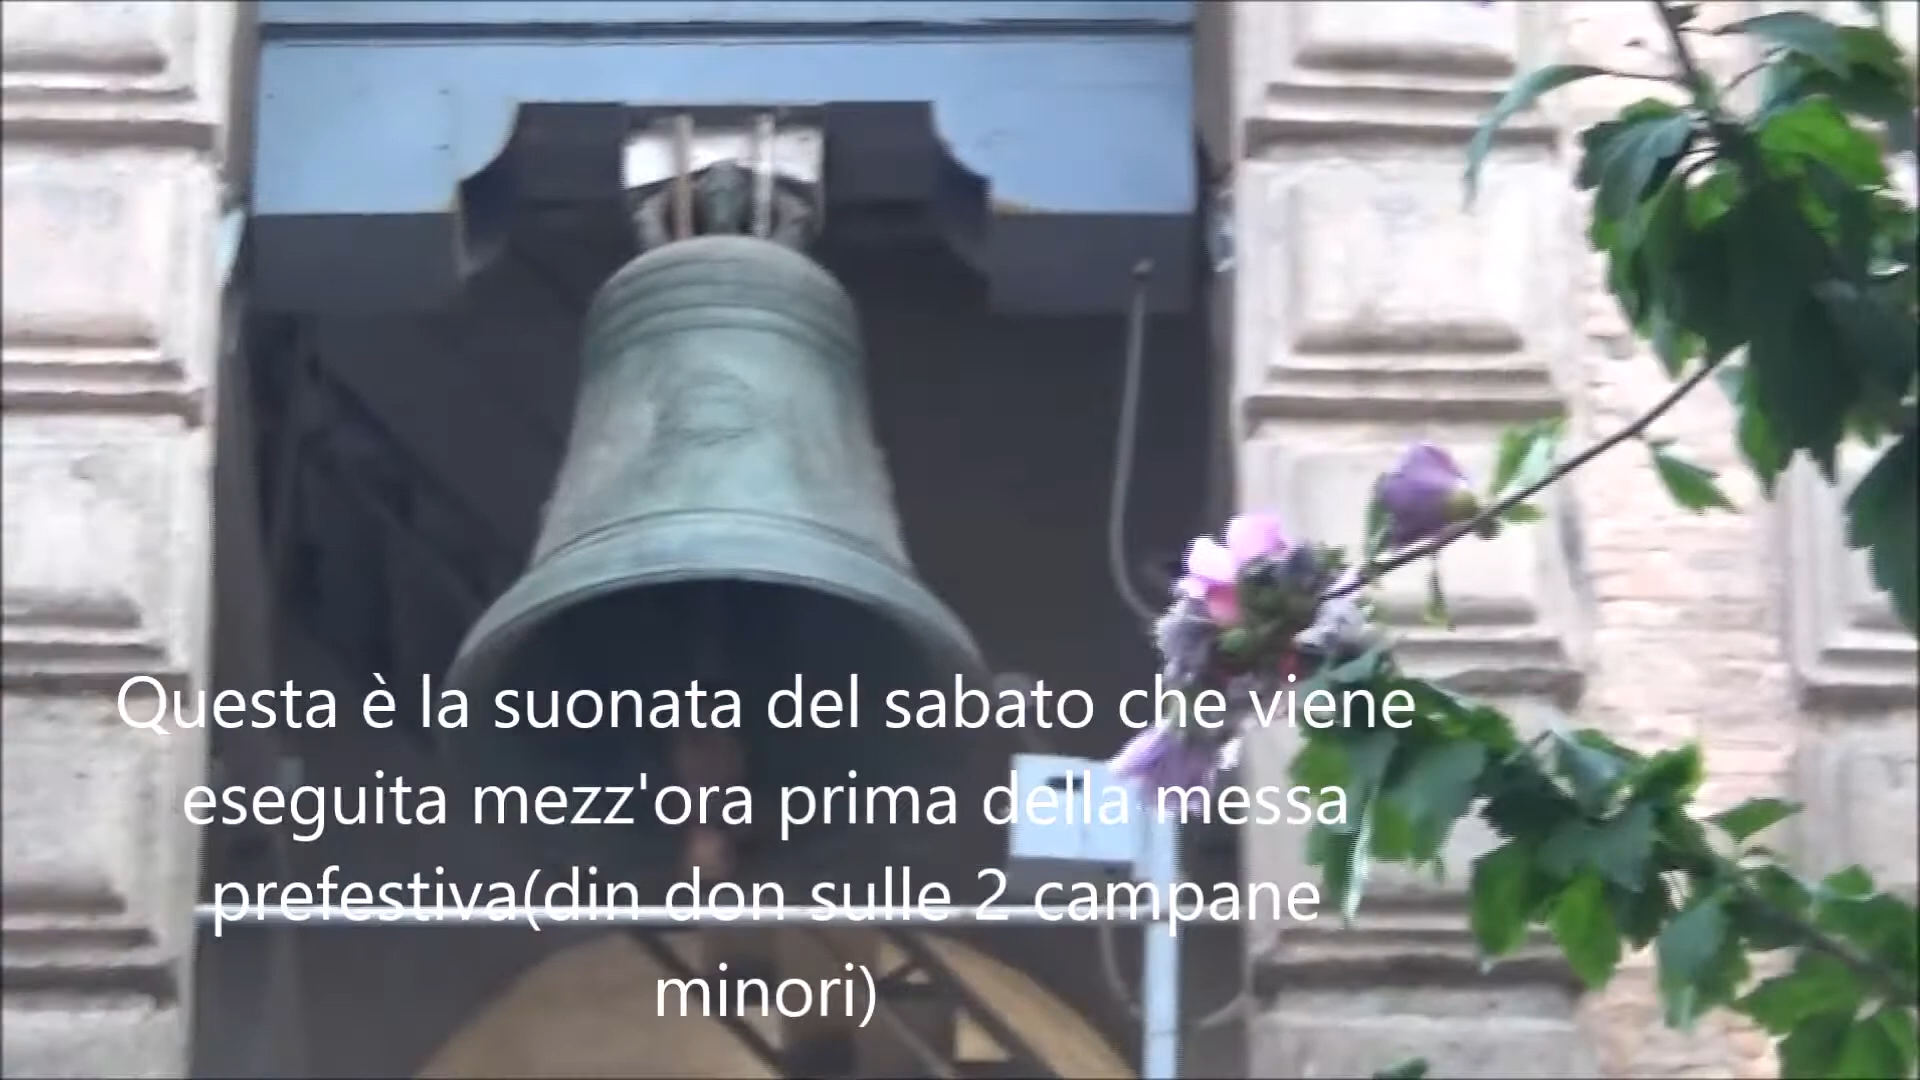 Questa è la suonata del sabato che viene
eseguita mezz'ora prima della messa
prefestiva(din don sulle 2 campane
minori)